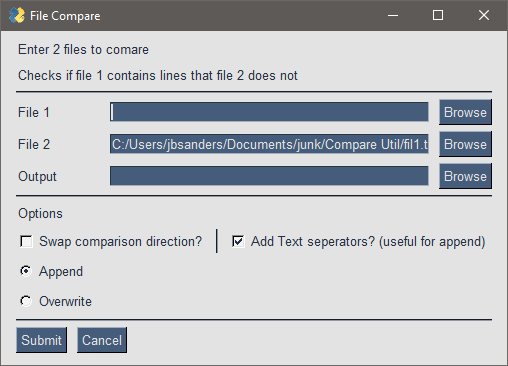 File Compare
Enter 2 files to comare
Checks if file 1 contains lines that file 2 does not
File 1 Browse
File 2 C:/Users/jbsanders/Documents/junk/Compare Util/fil1.t Browse
Output Browse
Options
Swap comparison direction? Add Text seperators? (useful for append)
Append
Overwrite
Submit Cancel